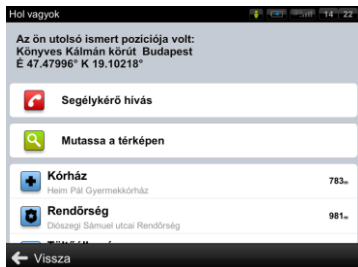 Hol vagyok
14 22
Az ön utolsó ismert pozíciója volt:
Könyves Kálmán körút Budapest
É 47.47996° K 19.10218°
Segélykérő hívás
Mutassa a térképen
Kórház
783m
Heim Pál Gyermekkórház
Rendőrség
981m
Diószegi Sámuel utcai Rendőrség
Vissza